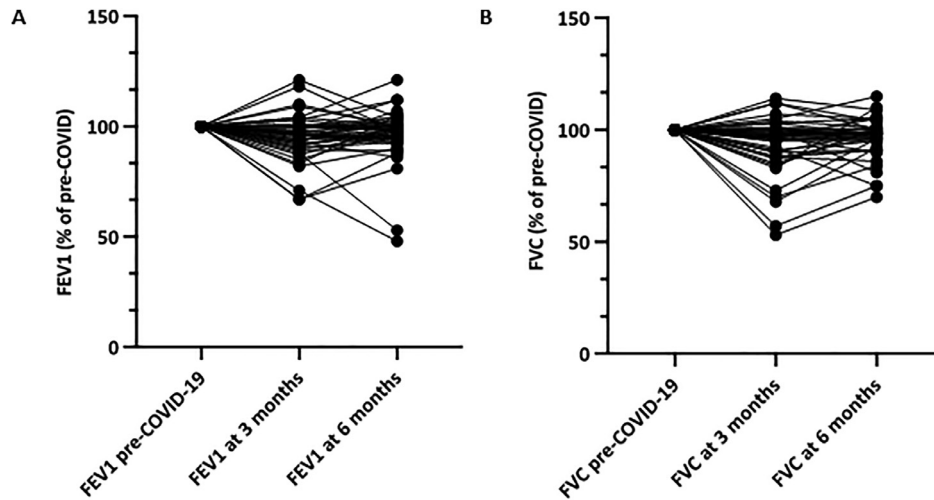 A
150
100
50
0
FEV1 (% of pre-COVID)
FEV1 pre-COVID-19
FEV1 at 3 months
FEV1 at 6 months
B
150
100
50
0
FVC (% of pre-COVID)
FVC pre-COVID-19
FVC at 3 months
FVC at 6 months